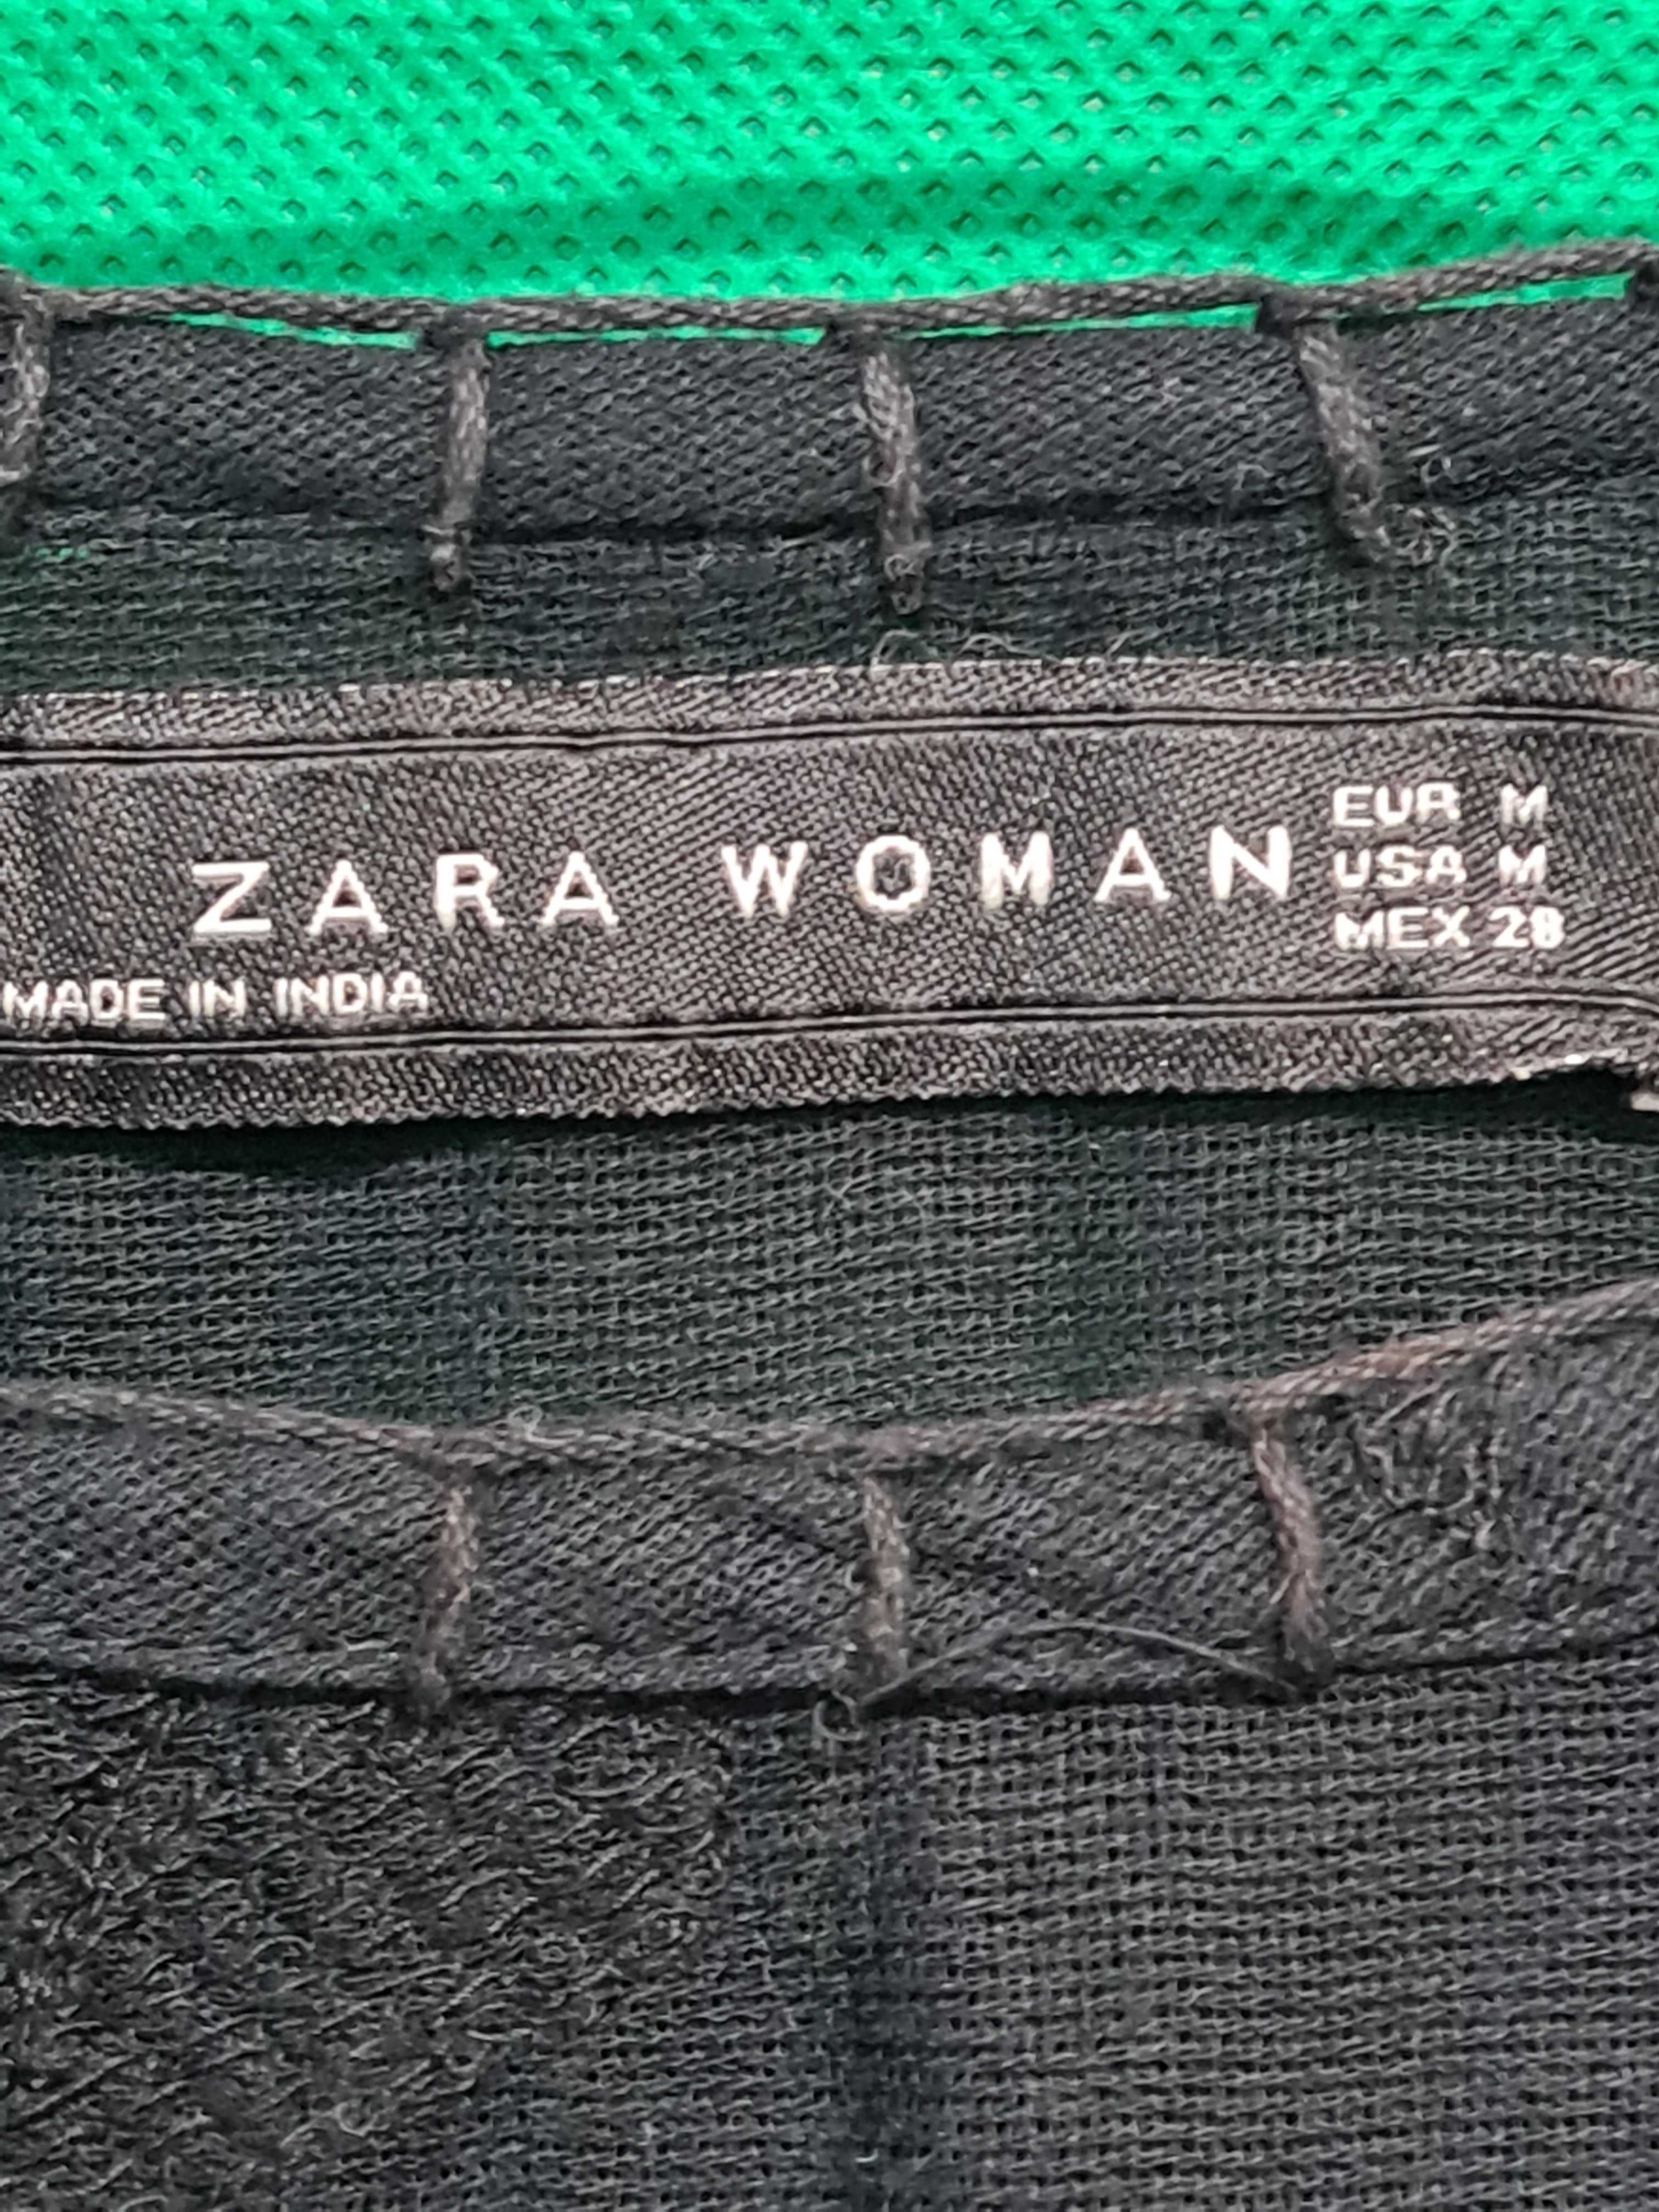 ZARA WOMAN
EUR M
USA M
MEX 28
MADE IN INDIA